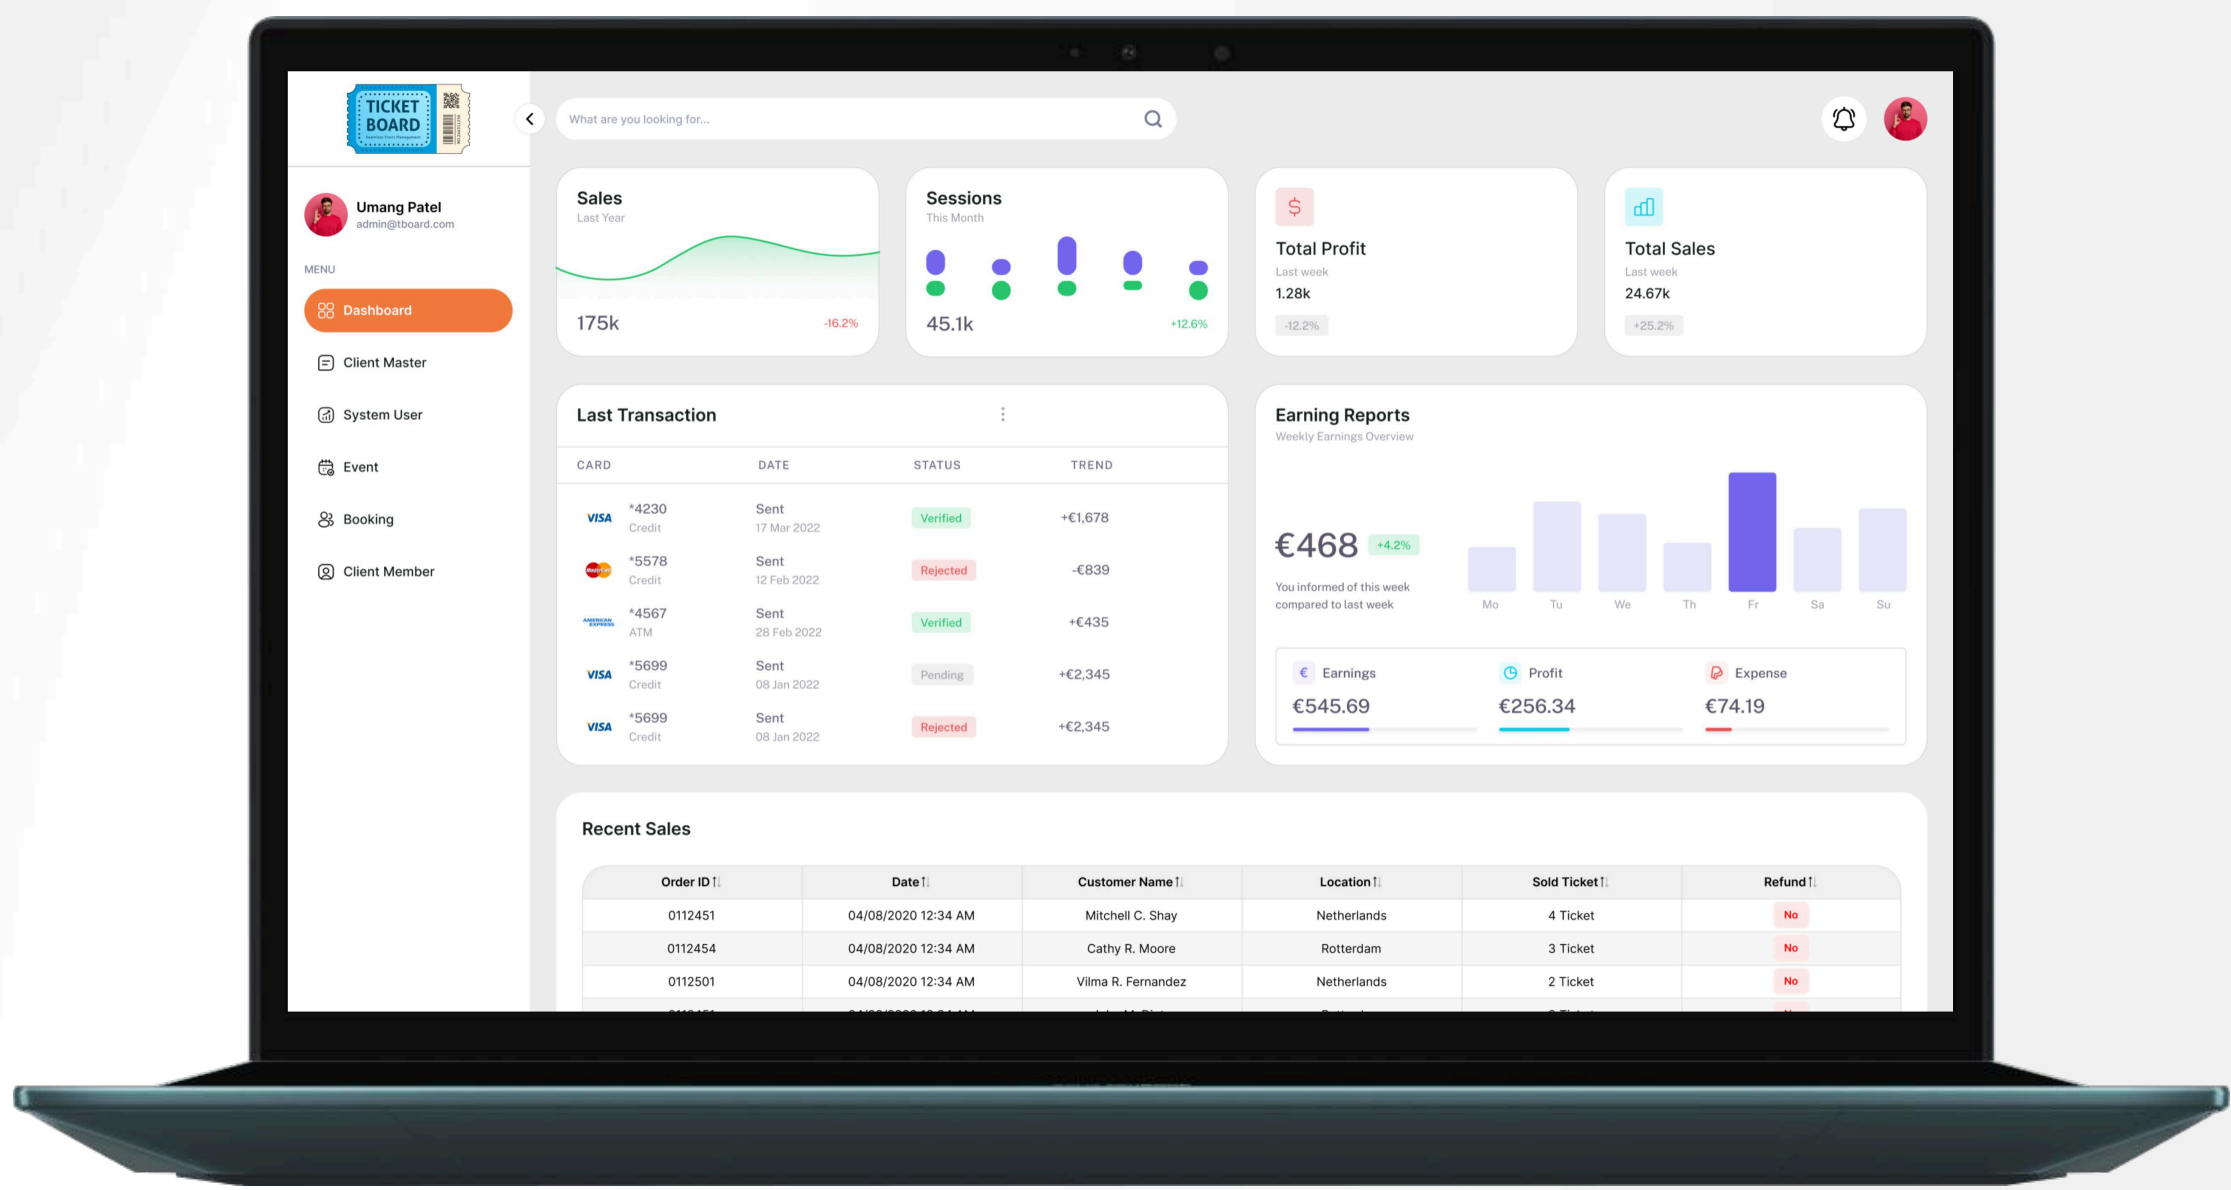 TICKET
BOARD
Seamless Event Management
What are you looking for...
Umang Patel
admin@tboard.com
MENU
Dashboard
Client Master
System User
Event
Booking
Client Member
Sales
Last Year
175k
-16.2%
Sessions
This Month
45.1k
+12.6%
$
Total Profit
Last week
1.28k
-12.2%
Total Sales
Last week
24.67k
+25.2%
Last Transaction
CARD DATE STATUS TREND
VISA *4230 Sent Verified +€1,678
Credit 17 Mar 2022
MasterCard *5578 Sent Rejected -€839
Credit 12 Feb 2022
AMERICAN EXPRESS *4567 Sent Verified +€435
ATM 28 Feb 2022
VISA *5699 Sent Pending +€2,345
Credit 08 Jan 2022
VISA *5699 Sent Rejected +€2,345
Credit 08 Jan 2022
Earning Reports
Weekly Earnings Overview
€468 +4.2%
You informed of this week
compared to last week
Mo Tu We Th Fr Sa Su
€ Earnings
€545.69
Profit
€256.34
Expense
€74.19
Recent Sales
Order ID Date Customer Name Location Sold Ticket Refund
0112451 04/08/2020 12:34 AM Mitchell C. Shay Netherlands 4 Ticket No
0112454 04/08/2020 12:34 AM Cathy R. Moore Rotterdam 3 Ticket No
0112501 04/08/2020 12:34 AM Vilma R. Fernandez Netherlands 2 Ticket No